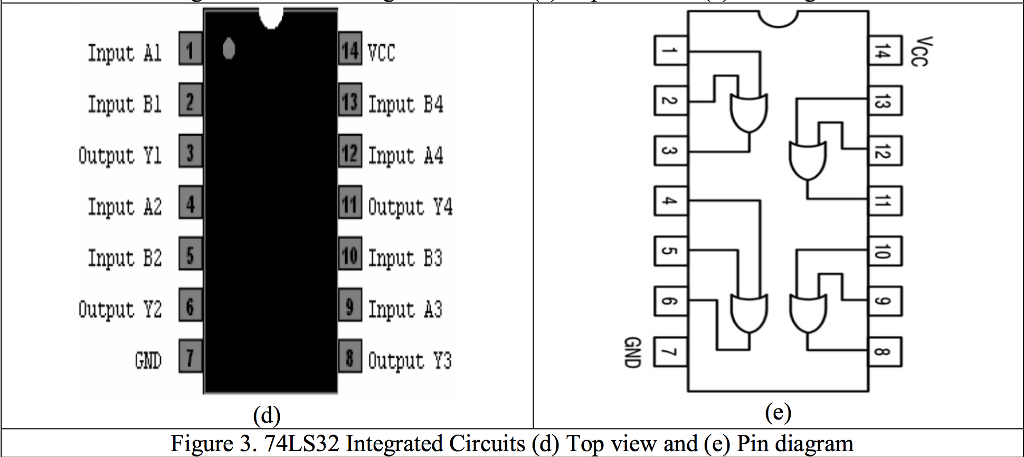 Input A1 1 14 VCC
Input B1 2 13 Input B4
Output Y1 3 12 Input A4
Input A2 4 11 Output Y4
Input B2 5 10 Input B3
Output Y2 6 9 Input A3
GND 7 8 Output Y3
(d)
1 14 VCC
2 13
3 12
4 11
5 10
6 9
GND 7 8
(e)
Figure 3. 74LS32 Integrated Circuits (d) Top view and (e) Pin diagram